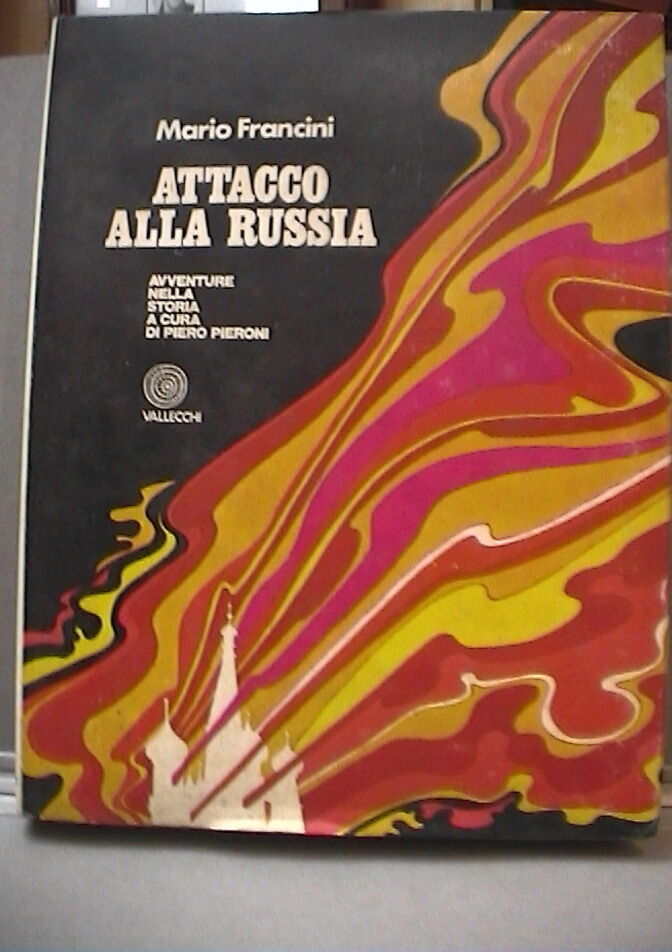 Mario Francini
ATTACCO
ALLA RUSSIA
AVVENTURE
NELLA
STORIA
A CURA
DI PIERO PIERONI
VALLECCHI